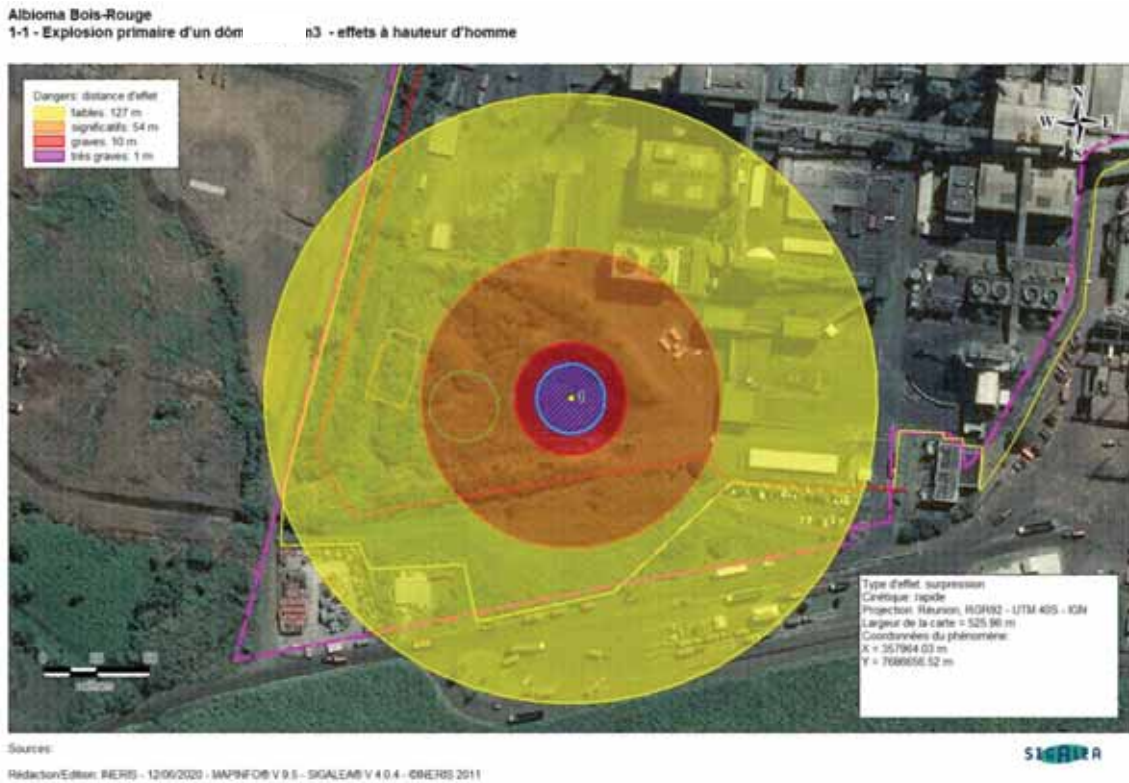 Albioma Bois-Rouge
1-1 - Explosion primaire d'un dôm n3 - effets à hauteur d'homme
Dangers: distance d'effet
faibles: 127 m
significatifs: 54 m
graves: 10 m
très graves: 1 m
N
W E
S
Type d'effet: surpression
Cinétique: rapide
Projection: Réunion, RGR92 - UTM 40S - IGN
Largeur de la carte = 525.96 m
Coordonnées du phénomène:
X = 357964.03 m
Y = 7686656.52 m
Sources:
SIGALEA
Rédaction/Edition: INERIS - 12/06/2020 - MAPINFO® V 9.5 - SIGALEA® V 4.0.4 - ©INERIS 2011